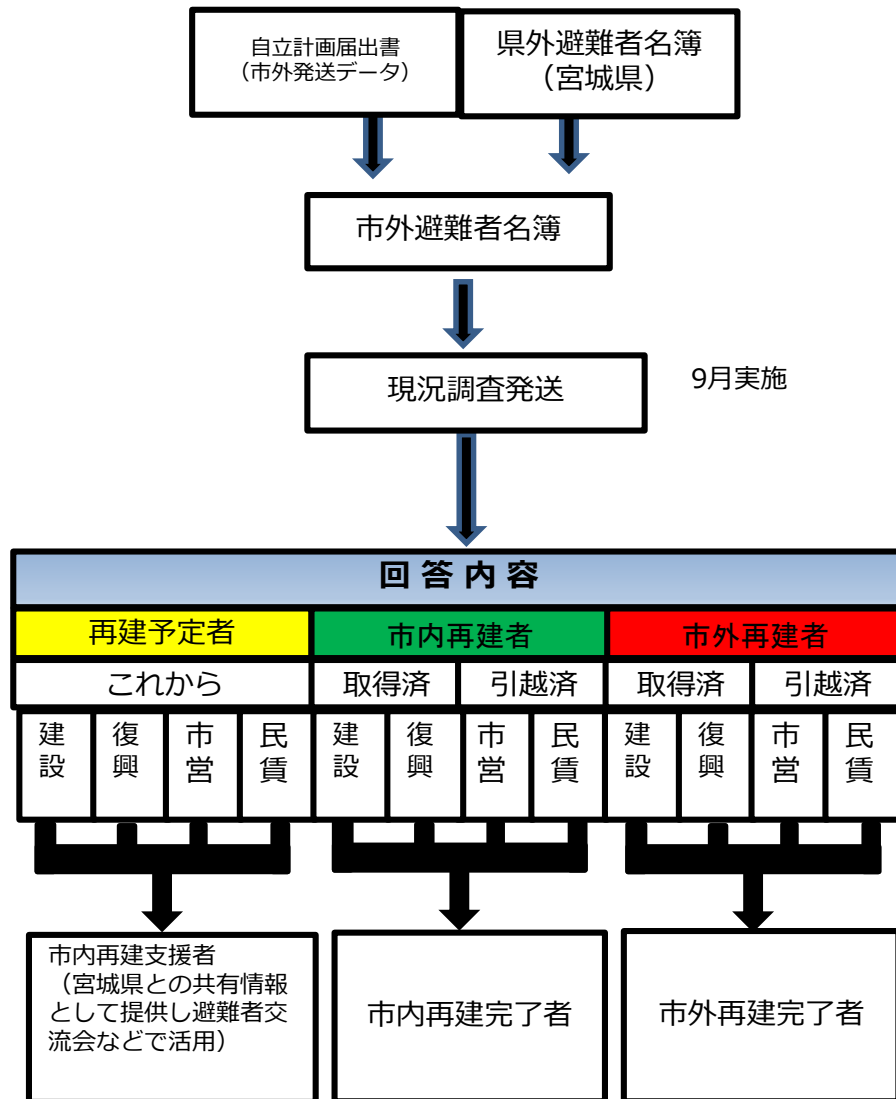 自立計画届出書
（市外発送データ）
県外避難者名簿
（宮城県）
市外避難者名簿
現況調査発送
9月実施
回答内容
再建予定者
市内再建者
市外再建者
これから
取得済
引越済
取得済
引越済
建設
復興
市営
民賃
建設
復興
市営
民賃
建設
復興
市営
民賃
市内再建支援者
（宮城県との共有情報
として提供し避難者交
流会などで活用）
市内再建完了者
市外再建完了者